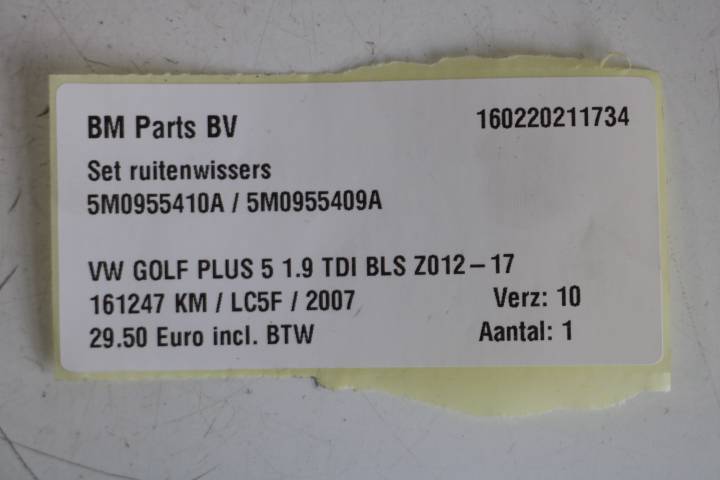 BM Parts BV 160220211734
Set ruitenwissers
5M0955410A / 5M0955409A
VW GOLF PLUS 5 1.9 TDI BLS Z012-17
161247 KM / LC5F / 2007 Verz: 10
29.50 Euro incl. BTW Aantal: 1